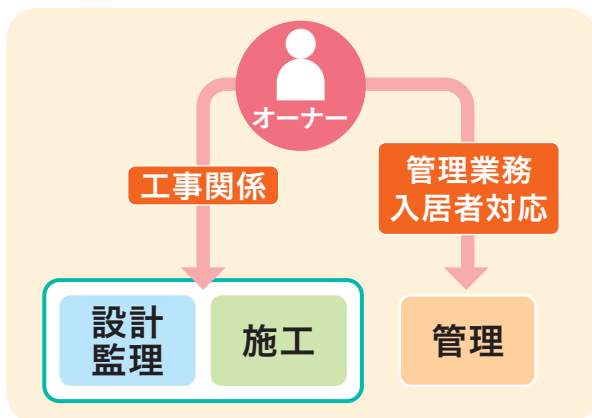 オーナー
工事関係
管理業務
入居者対応
設計
監理
施工
管理